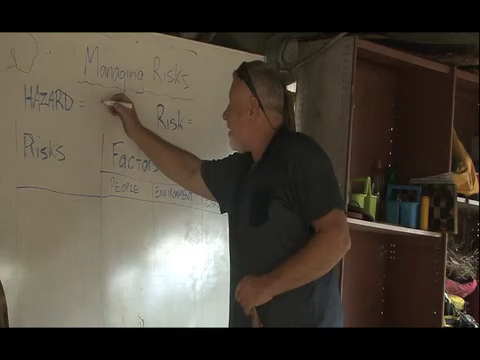 Managing Risks
HAZARD = Risk =
Risks Factors
PEOPLE ENVIRONMENT